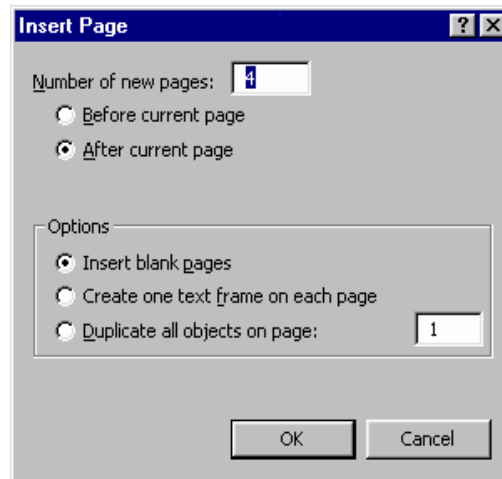 Insert Page
Number of new pages: 4
Before current page
After current page
Options
Insert blank pages
Create one text frame on each page
Duplicate all objects on page: 1
OK Cancel